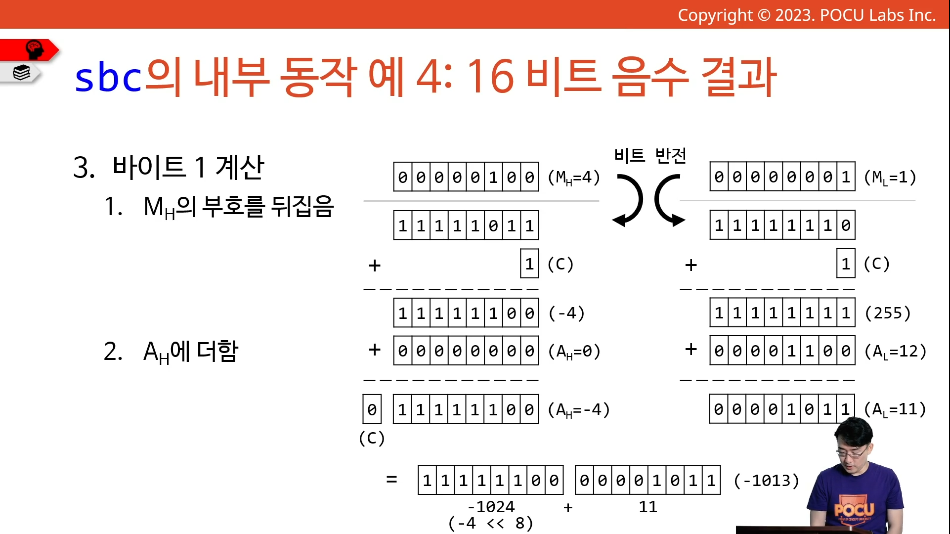 Copyright © 2023. POCU Labs Inc.
sbc의 내부 동작 예 4: 16 비트 음수 결과
3. 바이트 1 계산
1. MH의 부호를 뒤집음
2. AH에 더함
비트 반전
0 0 0 0 0 1 0 0 (MH=4)
1 1 1 1 1 0 1 1
+ 1 (C)
1 1 1 1 1 1 0 0 (-4)
+ 0 0 0 0 0 0 0 0 (AH=0)
0 1 1 1 1 1 1 0 0 (AH=-4)
(C)
0 0 0 0 0 0 0 1 (ML=1)
1 1 1 1 1 1 1 0
+ 1 (C)
1 1 1 1 1 1 1 1 (255)
+ 0 0 0 0 1 1 0 0 (AL=12)
0 0 0 0 1 0 1 1 (AL=11)
= 1 1 1 1 1 1 0 0 0 0 0 0 1 0 1 1 (-1013)
-1024 + 11
(-4 << 8)
POCU